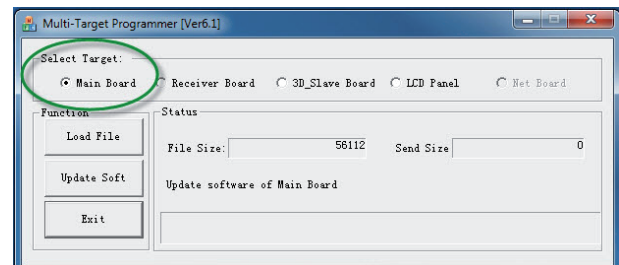 Multi-Target Programmer [Ver6.1]
Select Target:
Main Board Receiver Board 3D_Slave Board LCD Panel Net Board
Function
Load File
Update Soft
Exit
Status
File Size: 56112 Send Size 0
Update software of Main Board